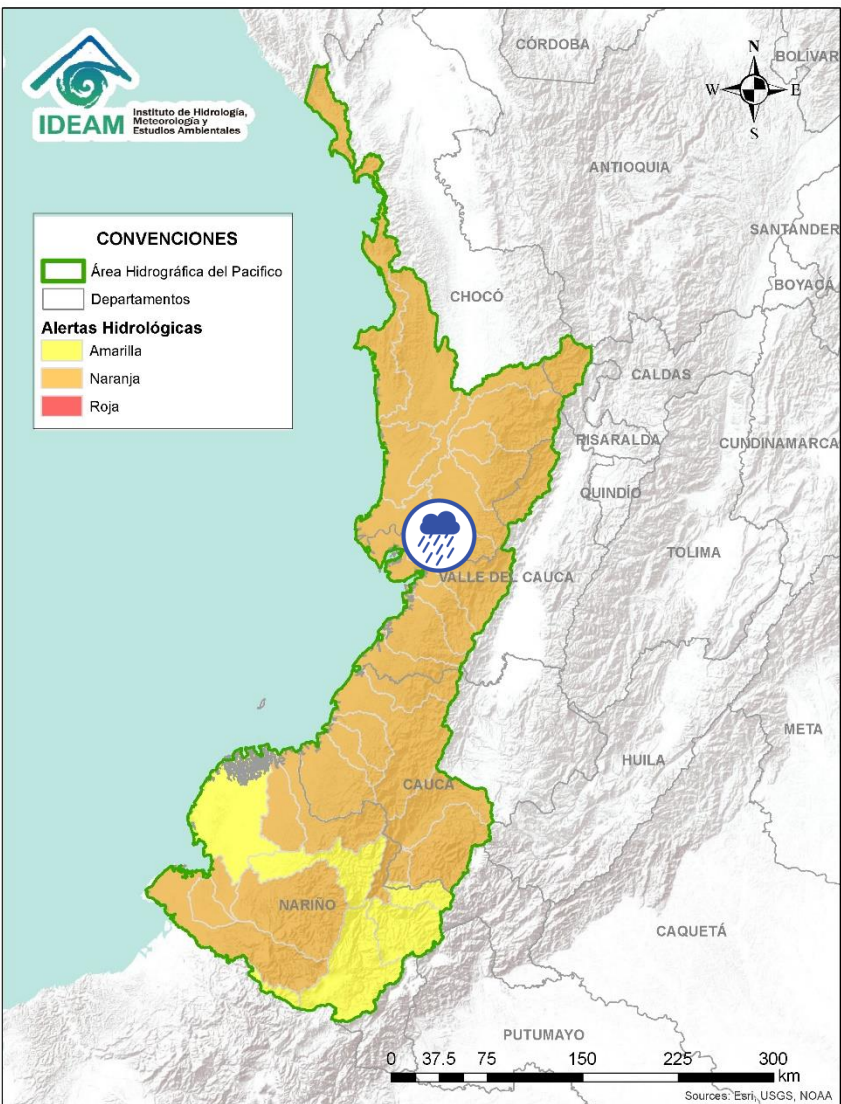 IDEAM
Instituto de Hidrología,
Meteorología y
Estudios Ambientales
CÓRDOBA
N
BOLÍVAR
W
E
S
ANTIOQUIA
SANTANDER
CONVENCIONES
Área Hidrográfica del Pacifico
Departamentos
Alertas Hidrológicas
Amarilla
Naranja
Roja
BOYACÁ
CHOCÓ
CALDAS
RISARALDA
CUNDINAMARCA
QUINDÍO
TOLIMA
VALLE DEL CAUCA
META
HUILA
CAUCA
NARIÑO
CAQUETÁ
PUTUMAYO
0 37.5 75 150 225 300
km
Sources: Esri, USGS, NOAA